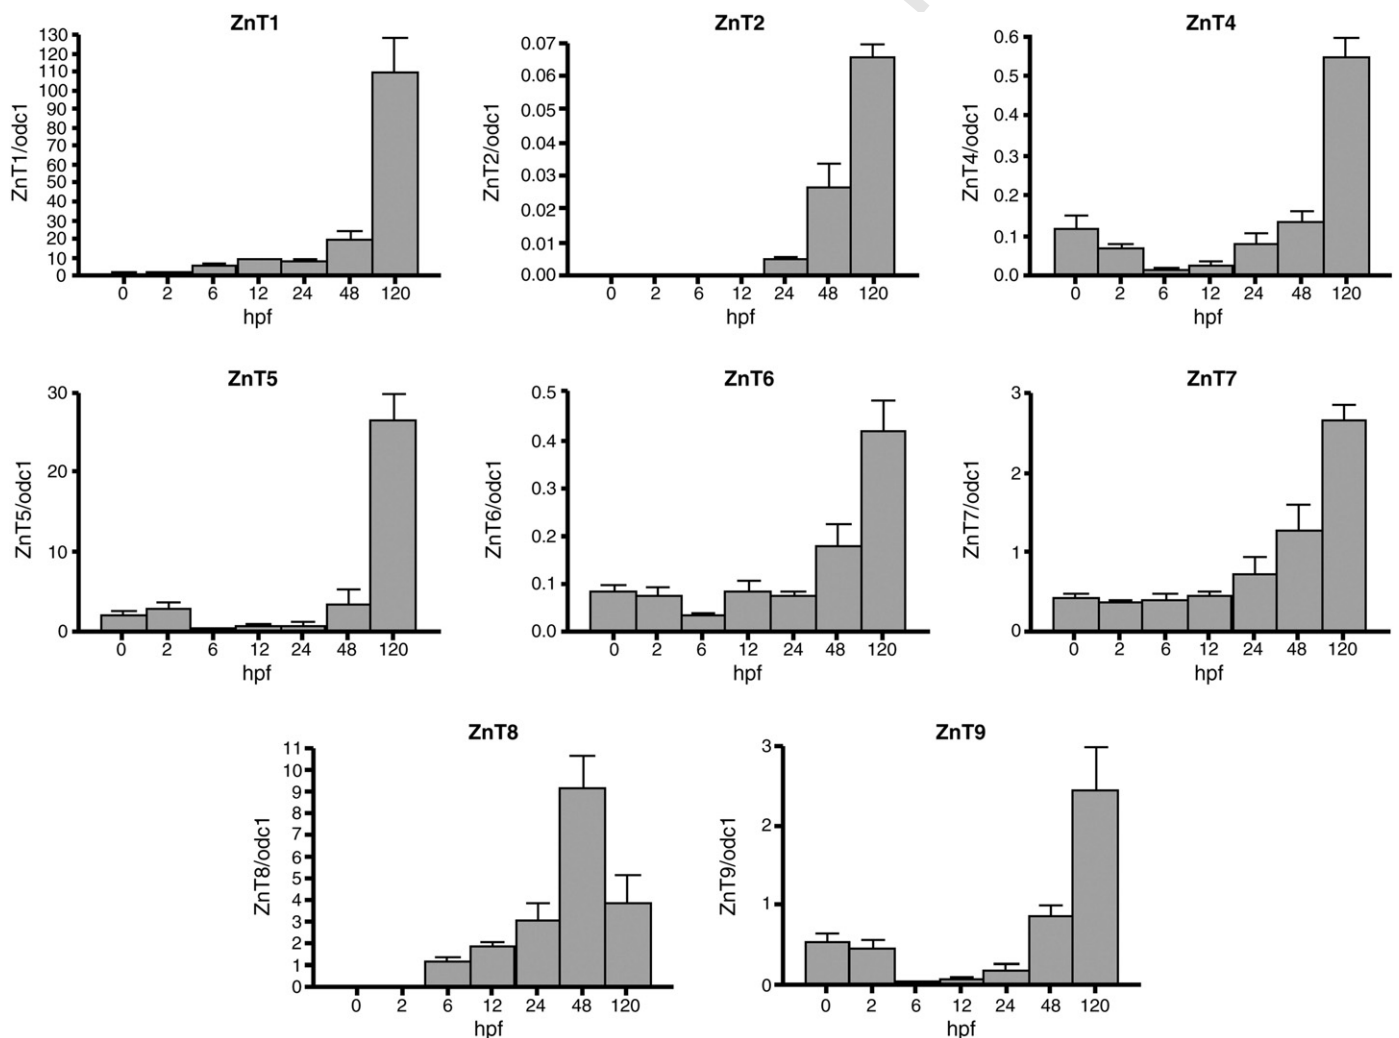 ZnT1
130
120
110
100
90
80
70
60
50
40
30
20
10
0
ZnT1/odc1
0 2 6 12 24 48 120
hpf
ZnT2
0.07
0.06
0.05
0.04
0.03
0.02
0.01
0.00
ZnT2/odc1
0 2 6 12 24 48 120
hpf
ZnT4
0.6
0.5
0.4
0.3
0.2
0.1
0.0
ZnT4/odc1
0 2 6 12 24 48 120
hpf
ZnT5
30
20
10
0
ZnT5/odc1
0 2 6 12 24 48 120
hpf
ZnT6
0.5
0.4
0.3
0.2
0.1
0.0
ZnT6/odc1
0 2 6 12 24 48 120
hpf
ZnT7
3
2
1
0
ZnT7/odc1
0 2 6 12 24 48 120
hpf
ZnT8
11
10
9
8
7
6
5
4
3
2
1
0
ZnT8/odc1
0 2 6 12 24 48 120
hpf
ZnT9
3
2
1
0
ZnT9/odc1
0 2 6 12 24 48 120
hpf